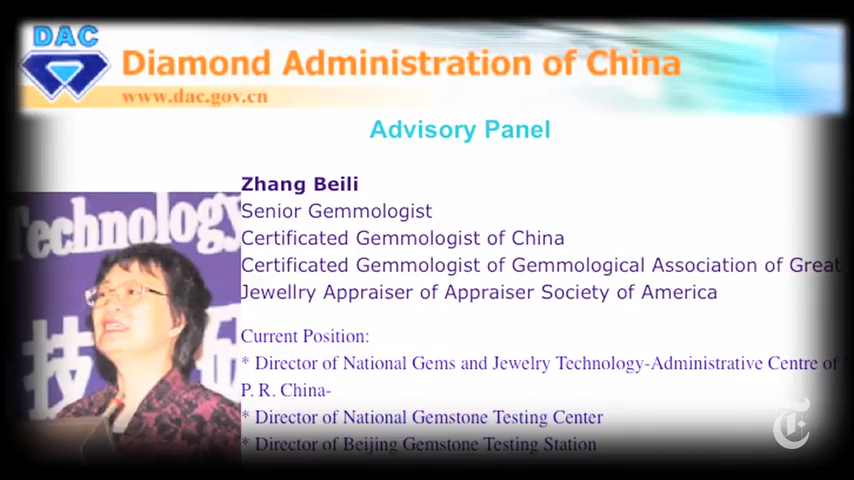 DAC
Diamond Administration of China
www.dac.gov.cn
Advisory Panel
Zhang Beili
Senior Gemmologist
Certificated Gemmologist of China
Certificated Gemmologist of Gemmological Association of Great
Jewellry Appraiser of Appraiser Society of America
Technology
技 研
Current Position:
* Director of National Gems and Jewelry Technology-Administrative Centre of
P. R. China-
* Director of National Gemstone Testing Center
* Director of Beijing Gemstone Testing Station
T